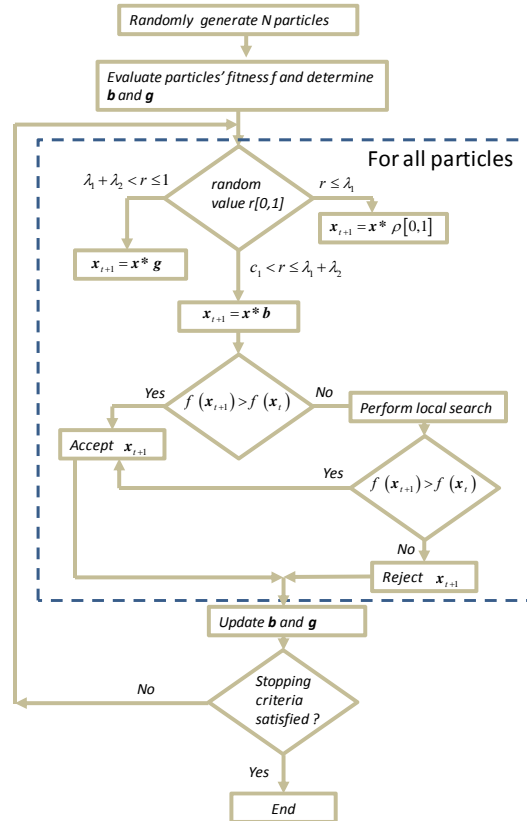 Randomly generate N particles
Evaluate particles' fitness f and determine
b and g
For all particles
λ₁ + λ₂ < r ≤ 1
random
value r[0,1]
r ≤ λ₁
xₜ₊₁ = x* ρ[0,1]
xₜ₊₁ = x* g
c₁ < r ≤ λ₁ + λ₂
xₜ₊₁ = x* b
Yes
f (xₜ₊₁) > f (xₜ)
No
Perform local search
Accept xₜ₊₁
Yes
f (xₜ₊₁) > f (xₜ)
No
Reject xₜ₊₁
Update b and g
No
Stopping
criteria
satisfied ?
Yes
End